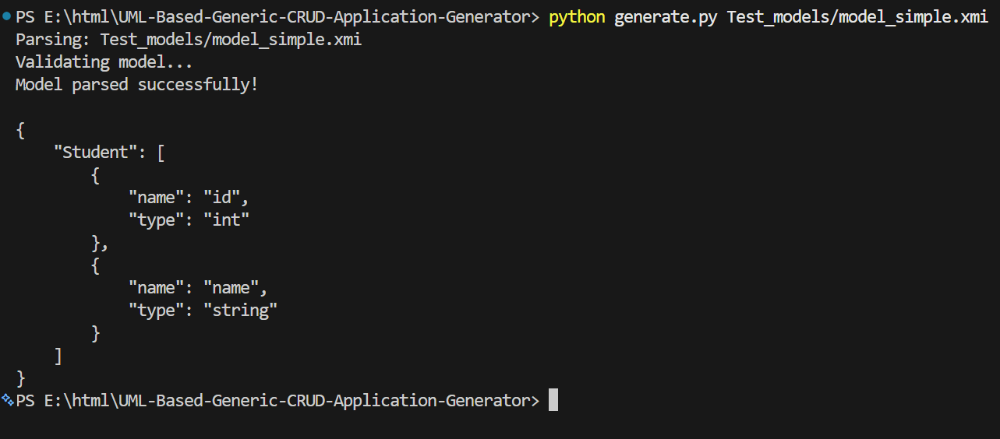 PS E:\html\UML-Based-Generic-CRUD-Application-Generator> python generate.py Test_models/model_simple.xmi
Parsing: Test_models/model_simple.xmi
Validating model...
Model parsed successfully!

{
    "Student": [
        {
            "name": "id",
            "type": "int"
        },
        {
            "name": "name",
            "type": "string"
        }
    ]
}
PS E:\html\UML-Based-Generic-CRUD-Application-Generator>